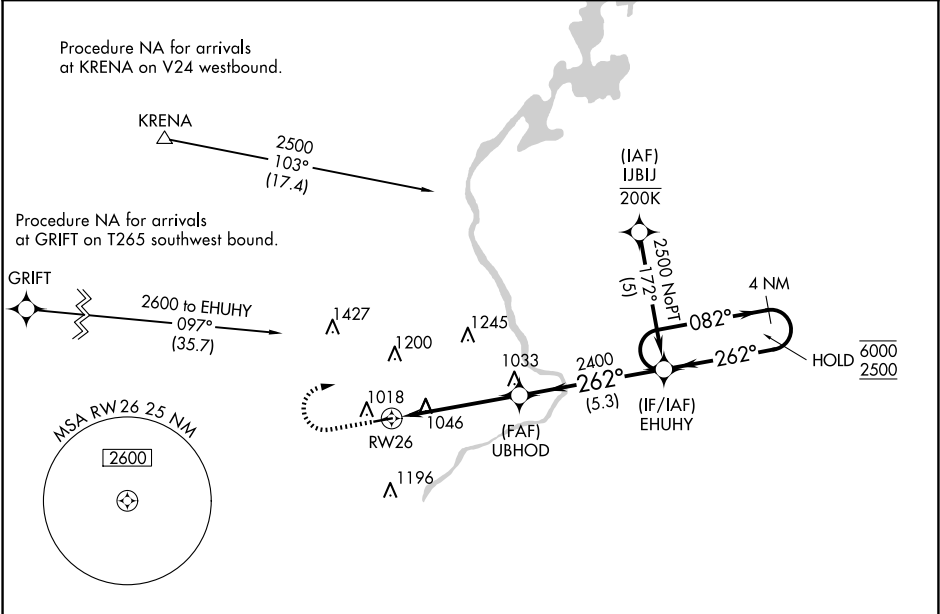 Procedure NA for arrivals
at KRENA on V24 westbound.
KRENA
2500
103°
(17.4)
(IAF)
IJBIJ
200K
Procedure NA for arrivals
at GRIFT on T265 southwest bound.
GRIFT
2600 to EHUHY
097°
(35.7)
2500 NoPT
172°
(5)
4 NM
082°
262°
HOLD
6000
2500
1427
1200
1245
1033
2400
262°
(5.3)
(IF/IAF)
EHUHY
1018
1046
RW26
(FAF)
UBHOD
1196
MSA RW26 25 NM
2600